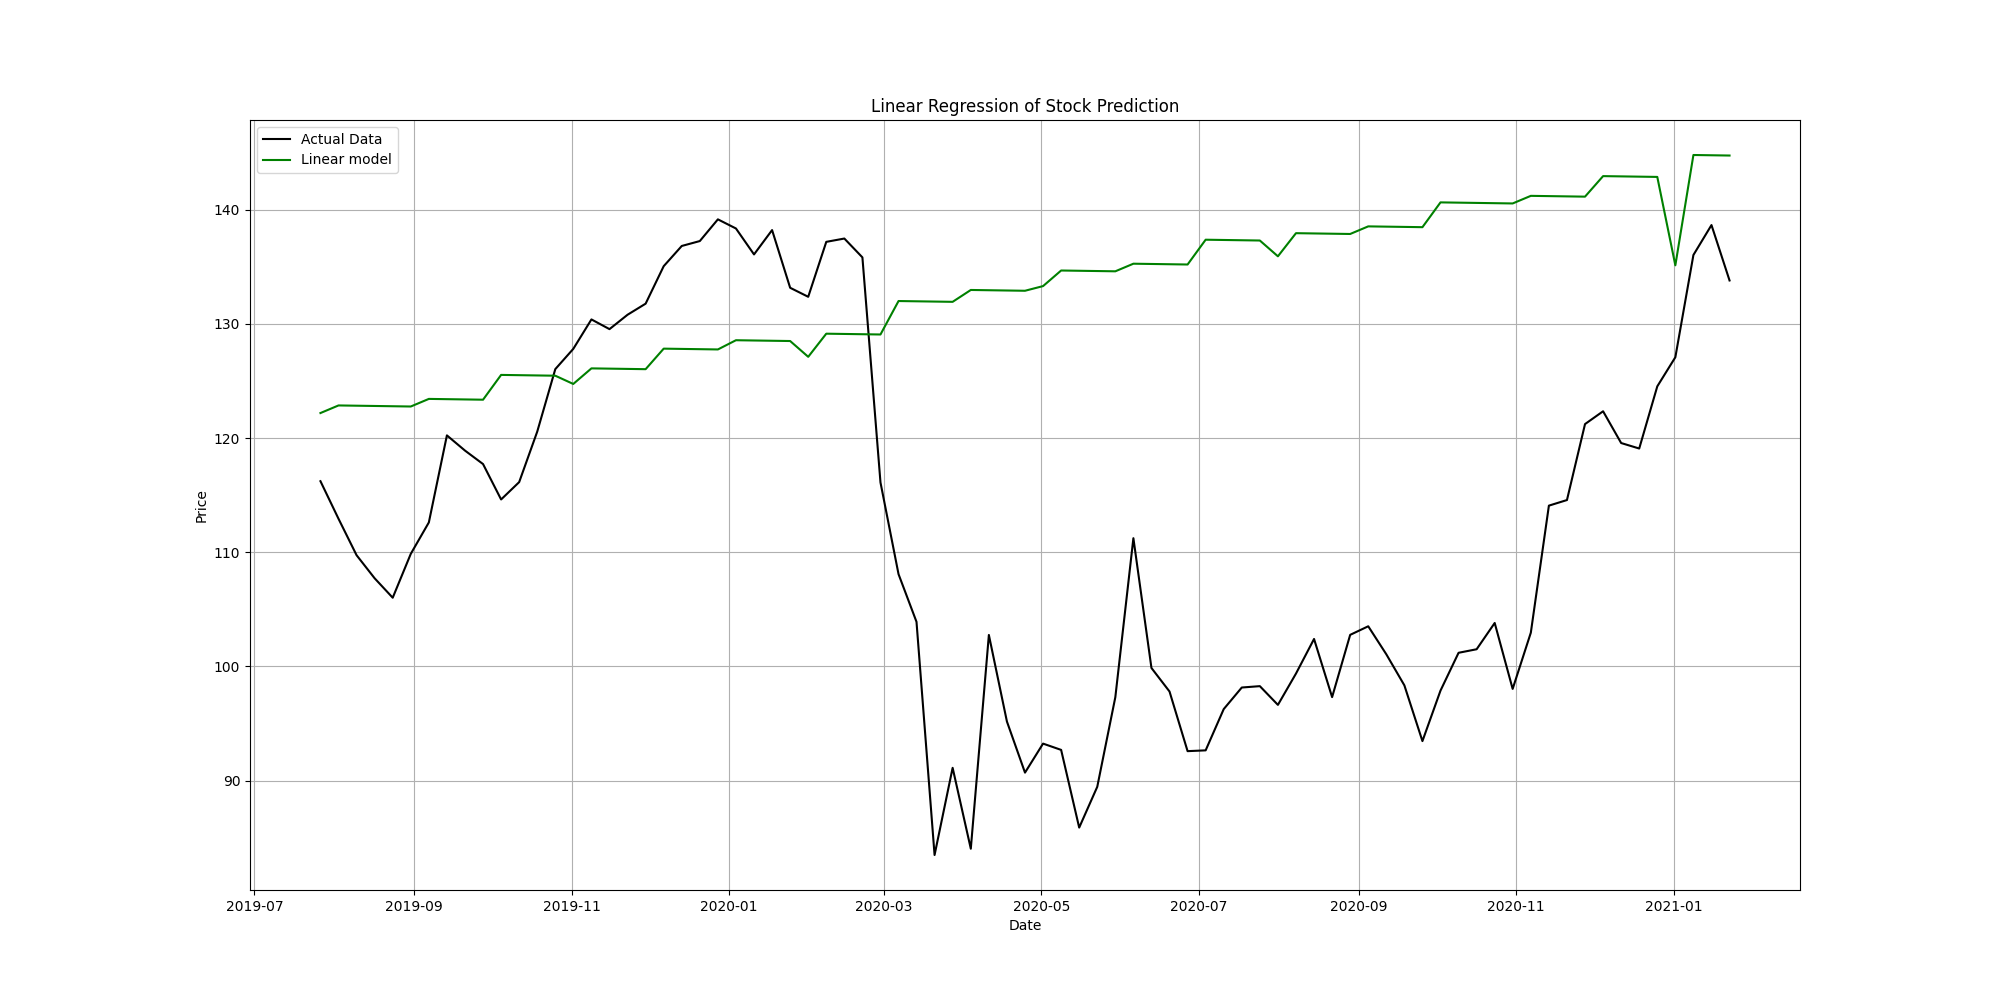 Linear Regression of Stock Prediction
Actual Data
Linear model
Price
140
130
120
110
100
90
2019-07 2019-09 2019-11 2020-01 2020-03 2020-05 2020-07 2020-09 2020-11 2021-01
Date